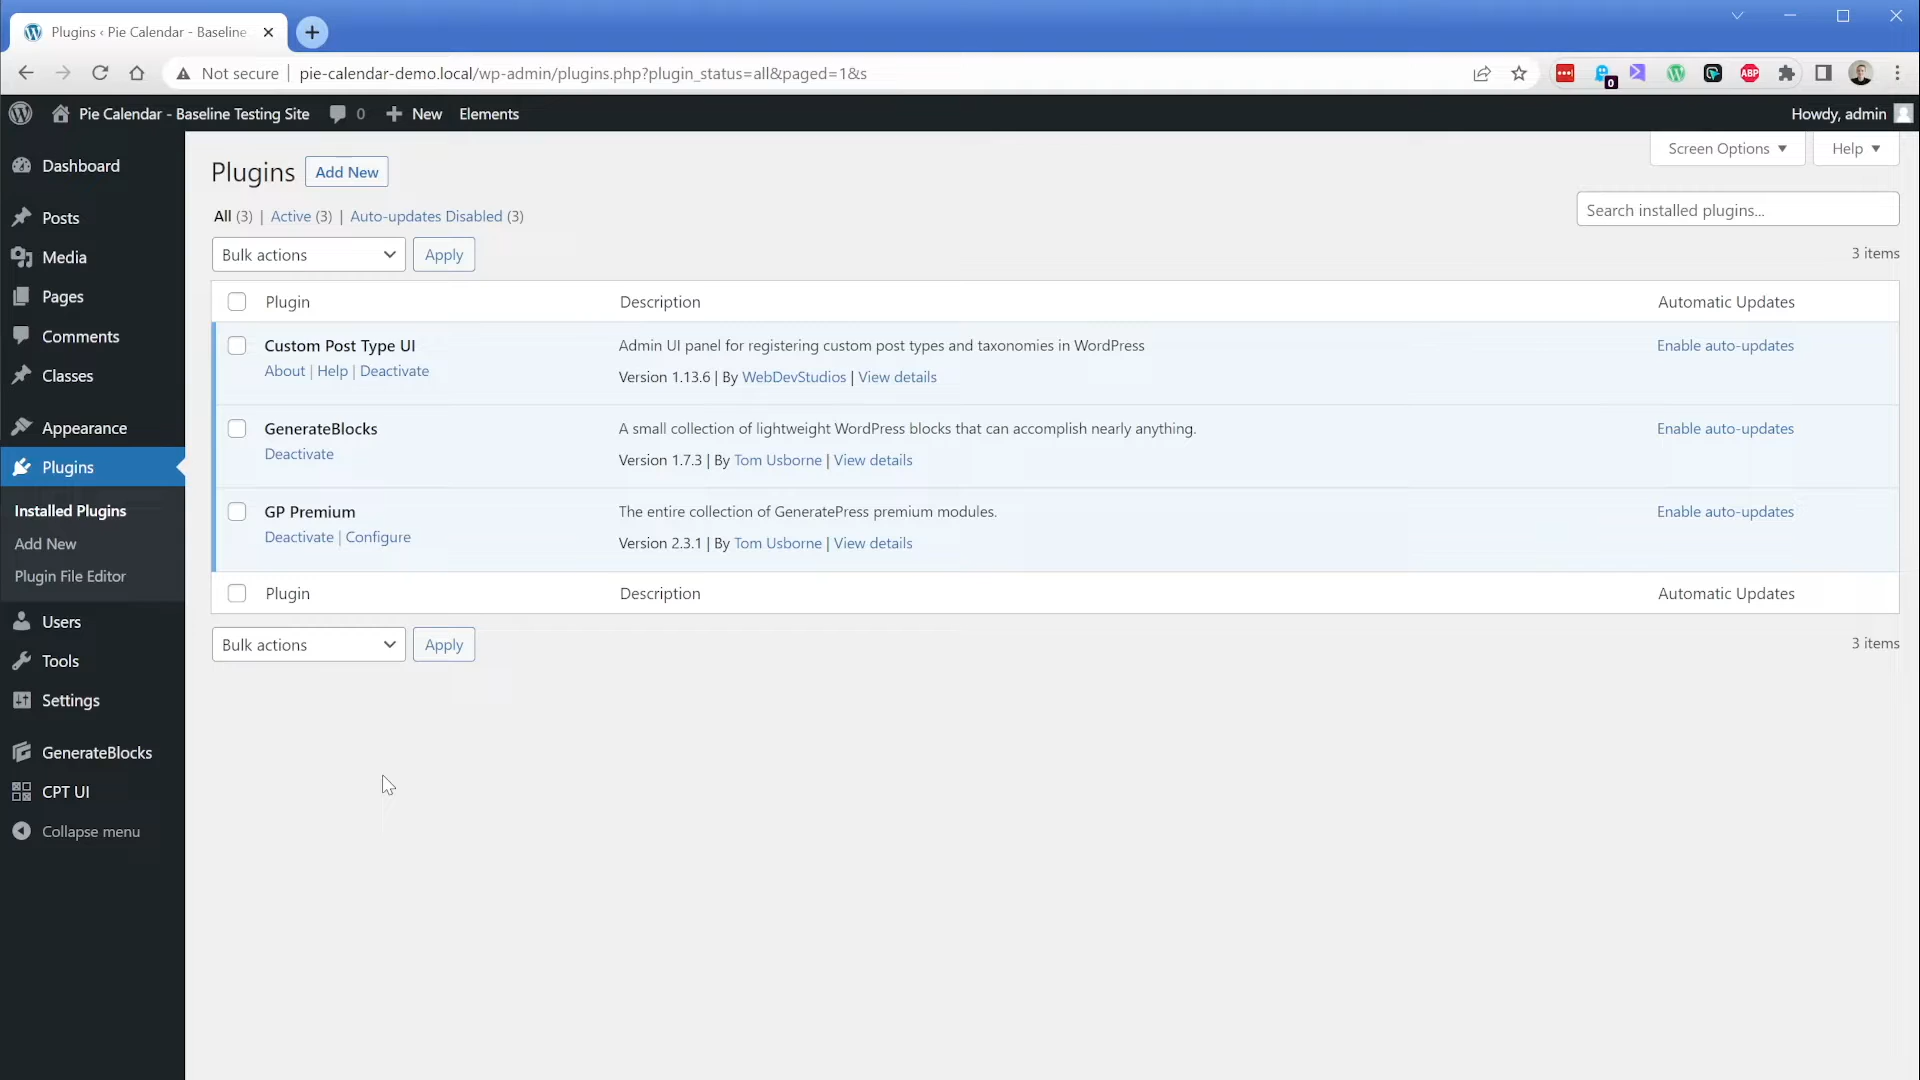 Plugins ‹ Pie Calendar - Baseline
Not secure
pie-calendar-demo.local/wp-admin/plugins.php?plugin_status=all&paged=1&s
0
ABP
Pie Calendar - Baseline Testing Site
0
New
Elements
Howdy, admin
Dashboard
Posts
Media
Pages
Comments
Classes
Appearance
Plugins
Installed Plugins
Add New
Plugin File Editor
Users
Tools
Settings
GenerateBlocks
CPT UI
Collapse menu
Screen Options
Help
Plugins
Add New
All (3) | Active (3) | Auto-updates Disabled (3)
Search installed plugins...
Bulk actions
Apply
3 items
Plugin
Description
Automatic Updates
Custom Post Type UI
About | Help | Deactivate
Admin UI panel for registering custom post types and taxonomies in WordPress
Version 1.13.6 | By WebDevStudios | View details
Enable auto-updates
GenerateBlocks
Deactivate
A small collection of lightweight WordPress blocks that can accomplish nearly anything.
Version 1.7.3 | By Tom Usborne | View details
Enable auto-updates
GP Premium
Deactivate | Configure
The entire collection of GeneratePress premium modules.
Version 2.3.1 | By Tom Usborne | View details
Enable auto-updates
Plugin
Description
Automatic Updates
Bulk actions
Apply
3 items